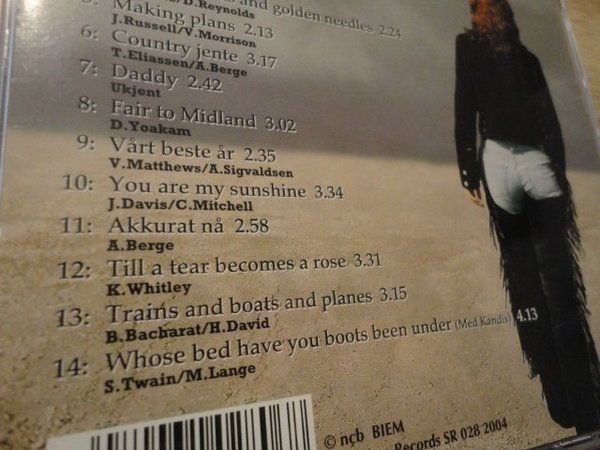 and golden needles 2.24
D.Reynolds
5: Making plans 2.13
J.Russell/V.Morrison
6: Country jente 3.17
T.Eliassen/A.Berge
7: Daddy 2.42
Ukjent
8: Fair to Midland 3.02
D.Yoakam
9: Vårt beste år 2.35
V.Matthews/A.Sigvaldsen
10: You are my sunshine 3.34
J.Davis/C.Mitchell
11: Akkurat nå 2.58
A.Berge
12: Till a tear becomes a rose 3.31
K.Whitley
13: Trains and boats and planes 3.15
B.Bacharat/H.David
14: Whose bed have you boots been under (Med Kandis) 4.13
S.Twain/M.Lange
© nçb BIEM
Records SR 028 2004